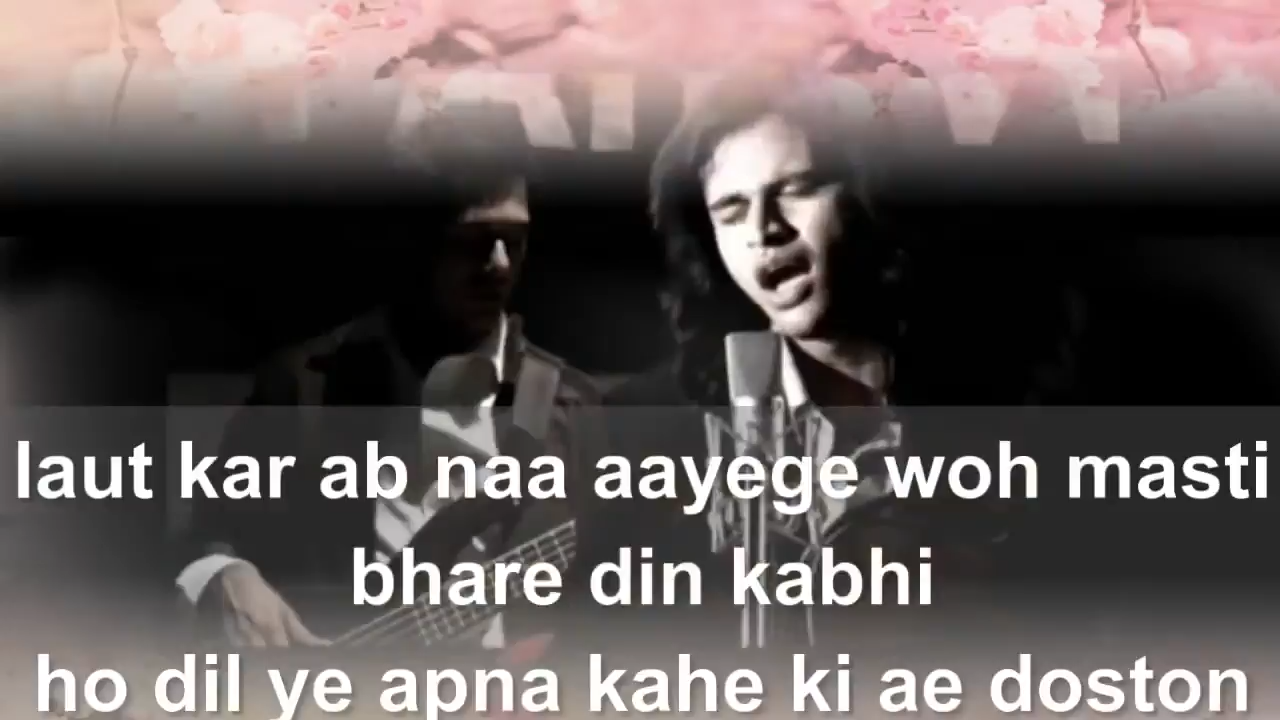 laut kar ab naa aayege woh masti
bhare din kabhi
ho dil ye apna kahe ki ae doston